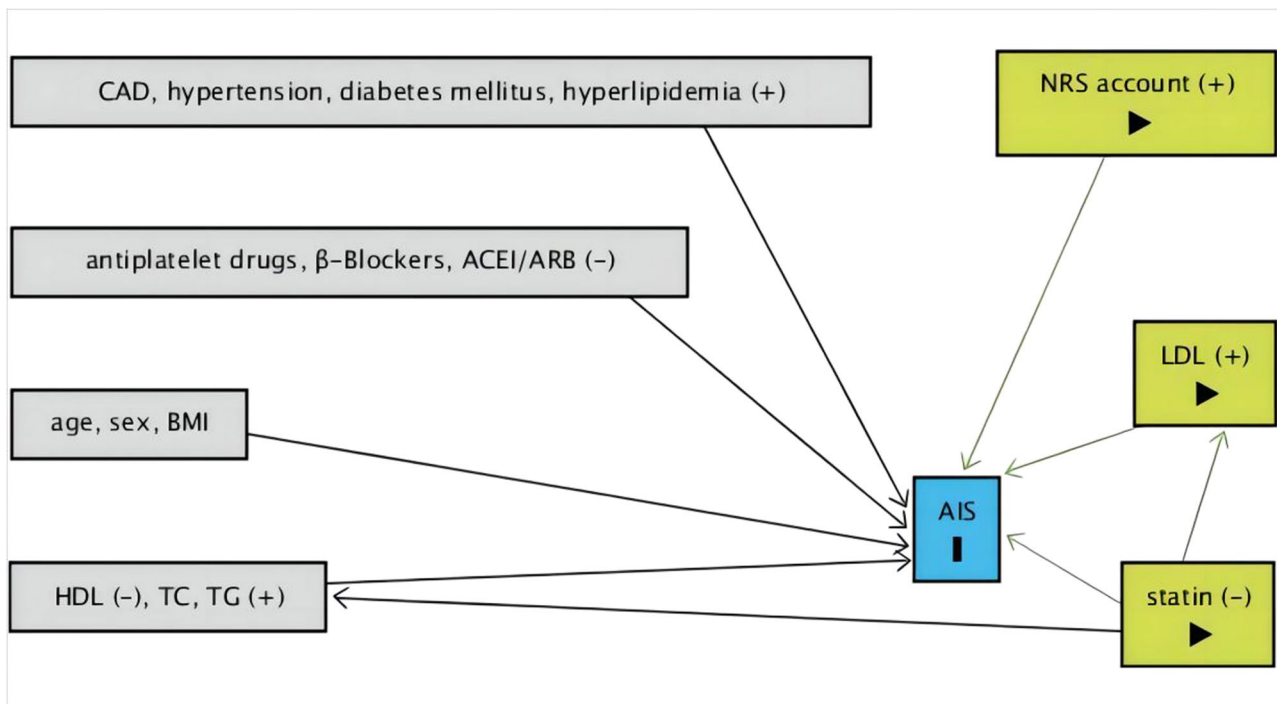 CAD, hypertension, diabetes mellitus, hyperlipidemia (+)
NRS account (+)
antiplatelet drugs, β-Blockers, ACEI/ARB (-)
LDL (+)
age, sex, BMI
AIS
HDL (-), TC, TG (+)
statin (-)